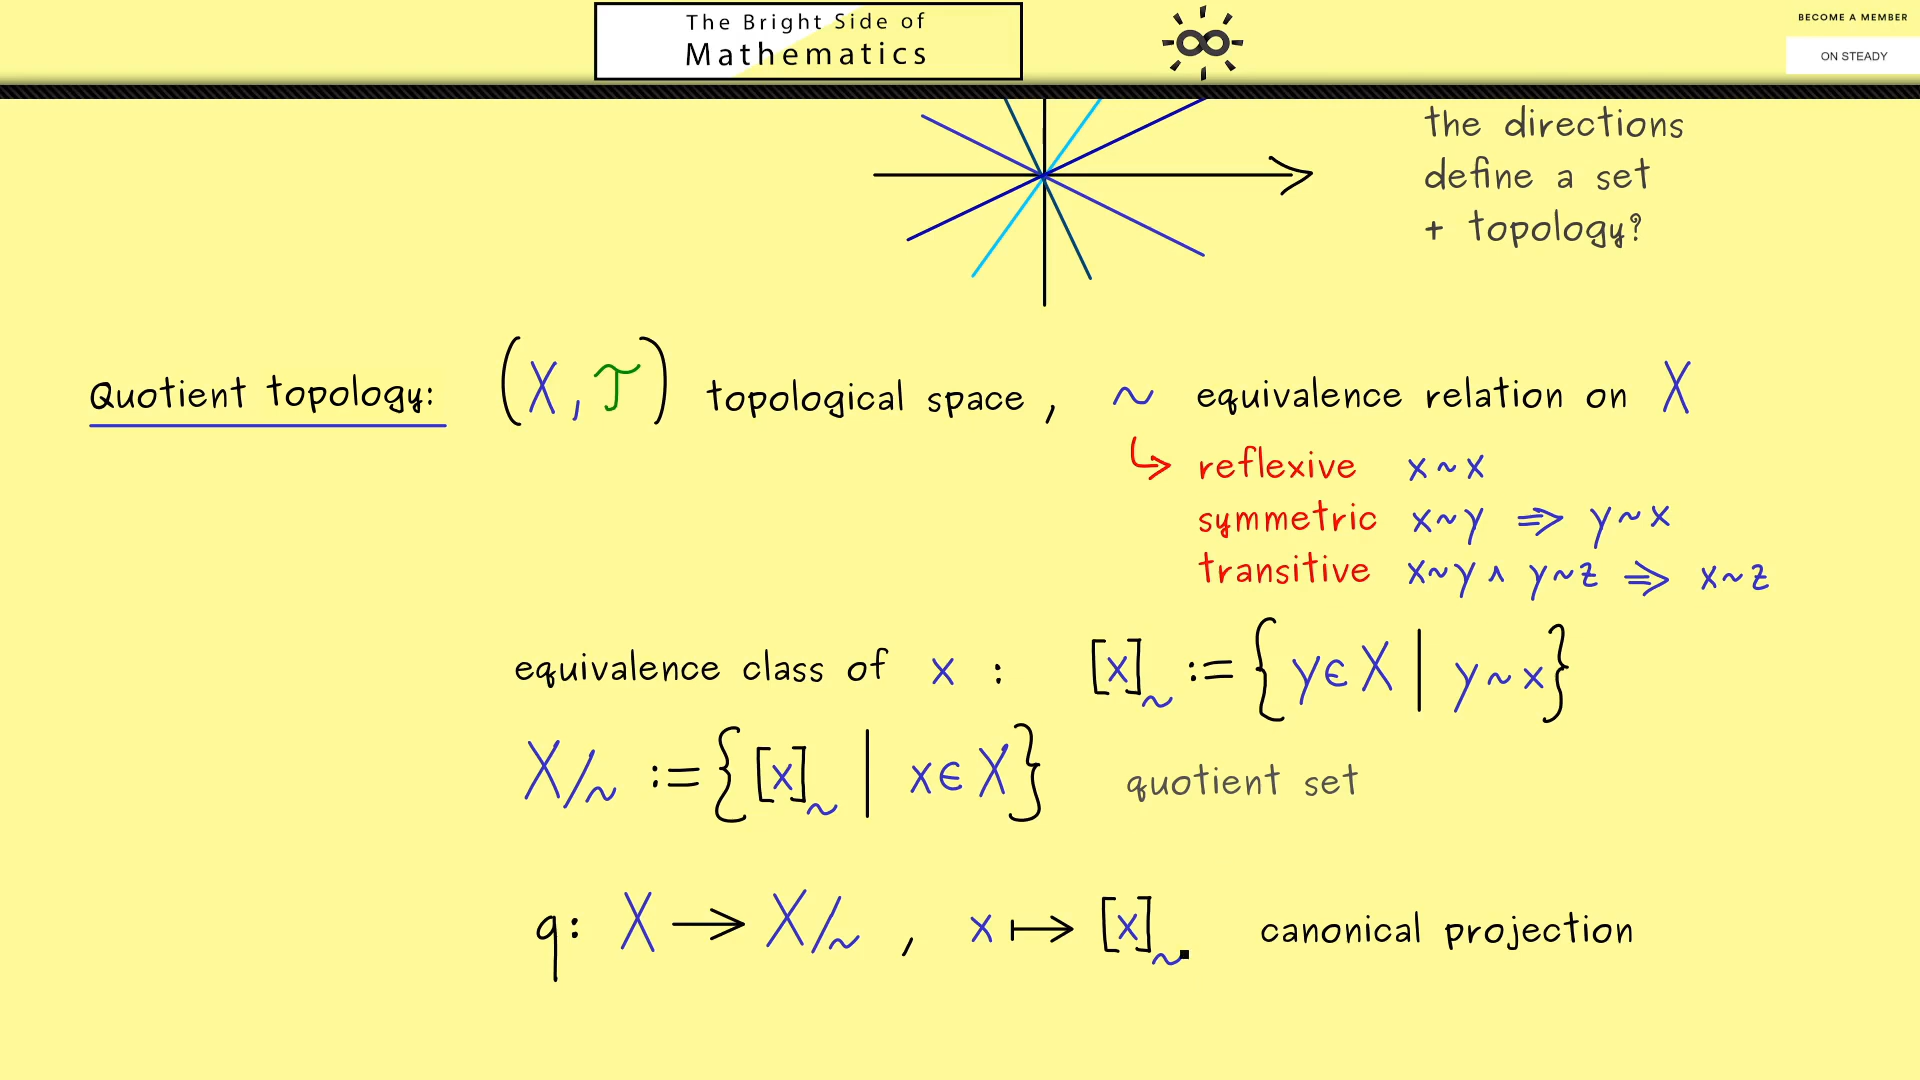 The Bright Side of
Mathematics
BECOME A MEMBER
ON STEADY
the directions
define a set
+ topology?
Quotient topology: (X, 𝒯) topological space, ~ equivalence relation on X
↳ reflexive x~x
symmetric x~y ⇒ y~x
transitive x~y ∧ y~z ⇒ x~z
equivalence class of x : [x]~ := { y∈X | y~x }
X/~ := { [x]~ | x∈X } quotient set
q: X → X/~ , x ↦ [x]~ canonical projection